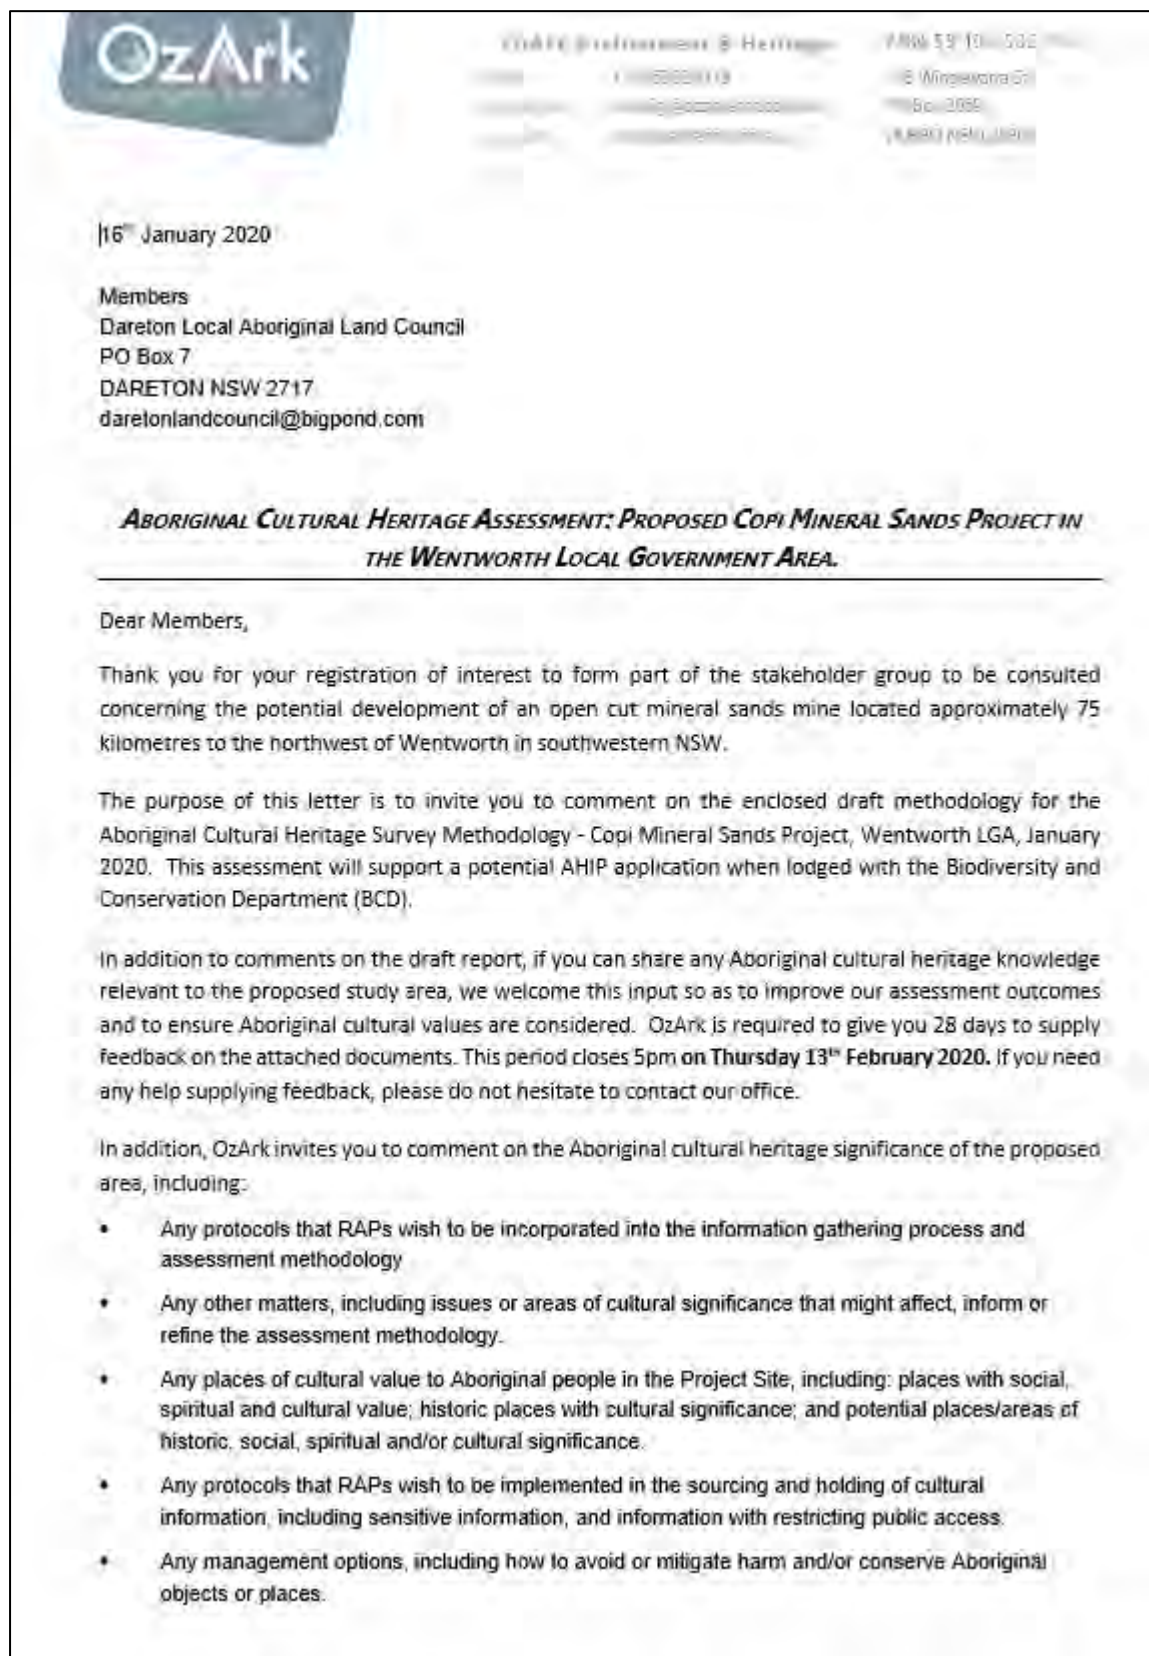 OzArk
16th January 2020
Members
Dareton Local Aboriginal Land Council
PO Box 7
DARETON NSW 2717
daretonlandcouncil@bigpond.com
ABORIGINAL CULTURAL HERITAGE ASSESSMENT: PROPOSED COPI MINERAL SANDS PROJECT IN
THE WENTWORTH LOCAL GOVERNMENT AREA.
Dear Members,
Thank you for your registration of interest to form part of the stakeholder group to be consulted
concerning the potential development of an open cut mineral sands mine located approximately 75
kilometres to the northwest of Wentworth in southwestern NSW.
The purpose of this letter is to invite you to comment on the enclosed draft methodology for the
Aboriginal Cultural Heritage Survey Methodology - Copi Mineral Sands Project, Wentworth LGA, January
2020. This assessment will support a potential AHIP application when lodged with the Biodiversity and
Conservation Department (BCD).
In addition to comments on the draft report, if you can share any Aboriginal cultural heritage knowledge
relevant to the proposed study area, we welcome this input so as to improve our assessment outcomes
and to ensure Aboriginal cultural values are considered. OzArk is required to give you 28 days to supply
feedback on the attached documents. This period closes 5pm on Thursday 13th February 2020. If you need
any help supplying feedback, please do not hesitate to contact our office.
In addition, OzArk invites you to comment on the Aboriginal cultural heritage significance of the proposed
area, including:
• Any protocols that RAPs wish to be incorporated into the information gathering process and
assessment methodology
• Any other matters, including issues or areas of cultural significance that might affect, inform or
refine the assessment methodology.
• Any places of cultural value to Aboriginal people in the Project Site, including: places with social,
spiritual and cultural value; historic places with cultural significance; and potential places/areas of
historic, social, spiritual and/or cultural significance.
• Any protocols that RAPs wish to be implemented in the sourcing and holding of cultural
information, including sensitive information, and information with restricting public access.
• Any management options, including how to avoid or mitigate harm and/or conserve Aboriginal
objects or places.